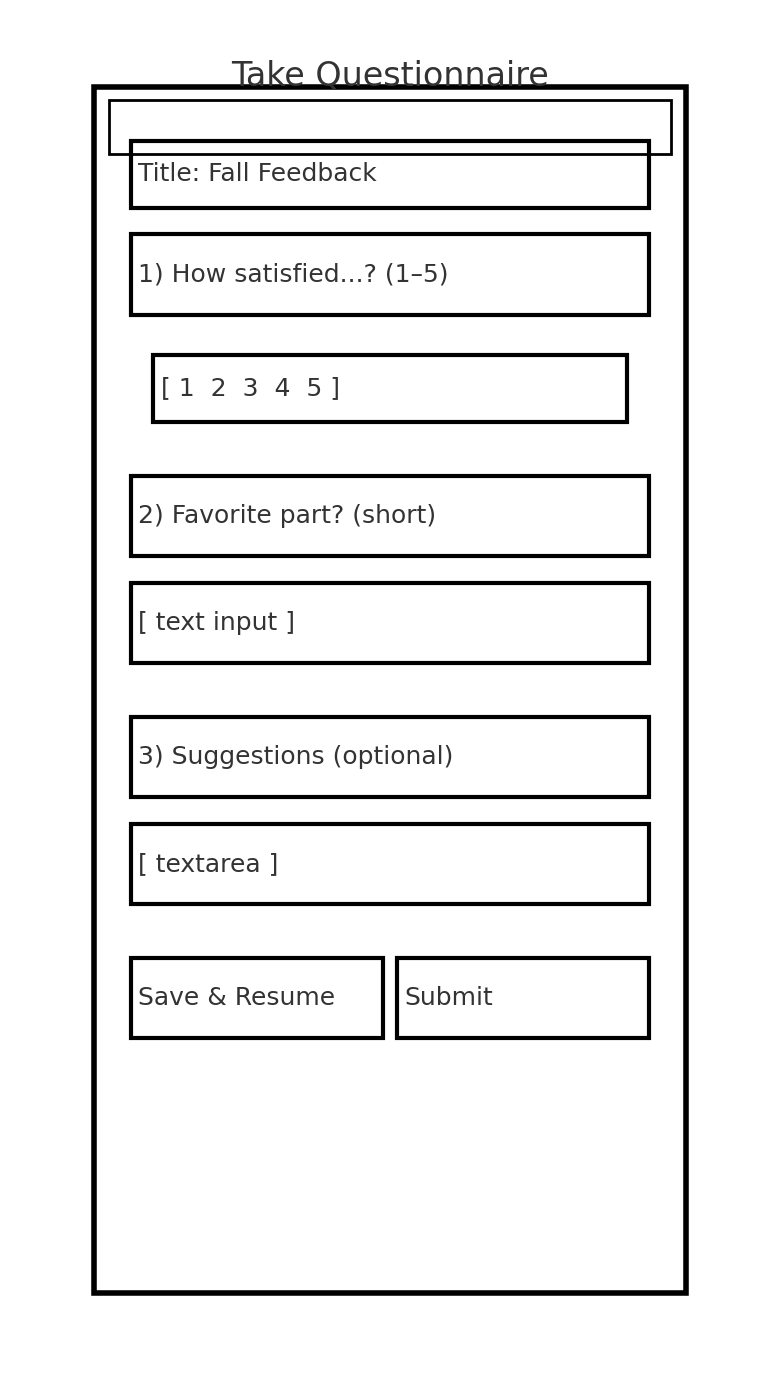 Take Questionnaire
Title: Fall Feedback
1) How satisfied...? (1–5)
[ 1  2  3  4  5 ]
2) Favorite part? (short)
[ text input ]
3) Suggestions (optional)
[ textarea ]
Save & Resume
Submit